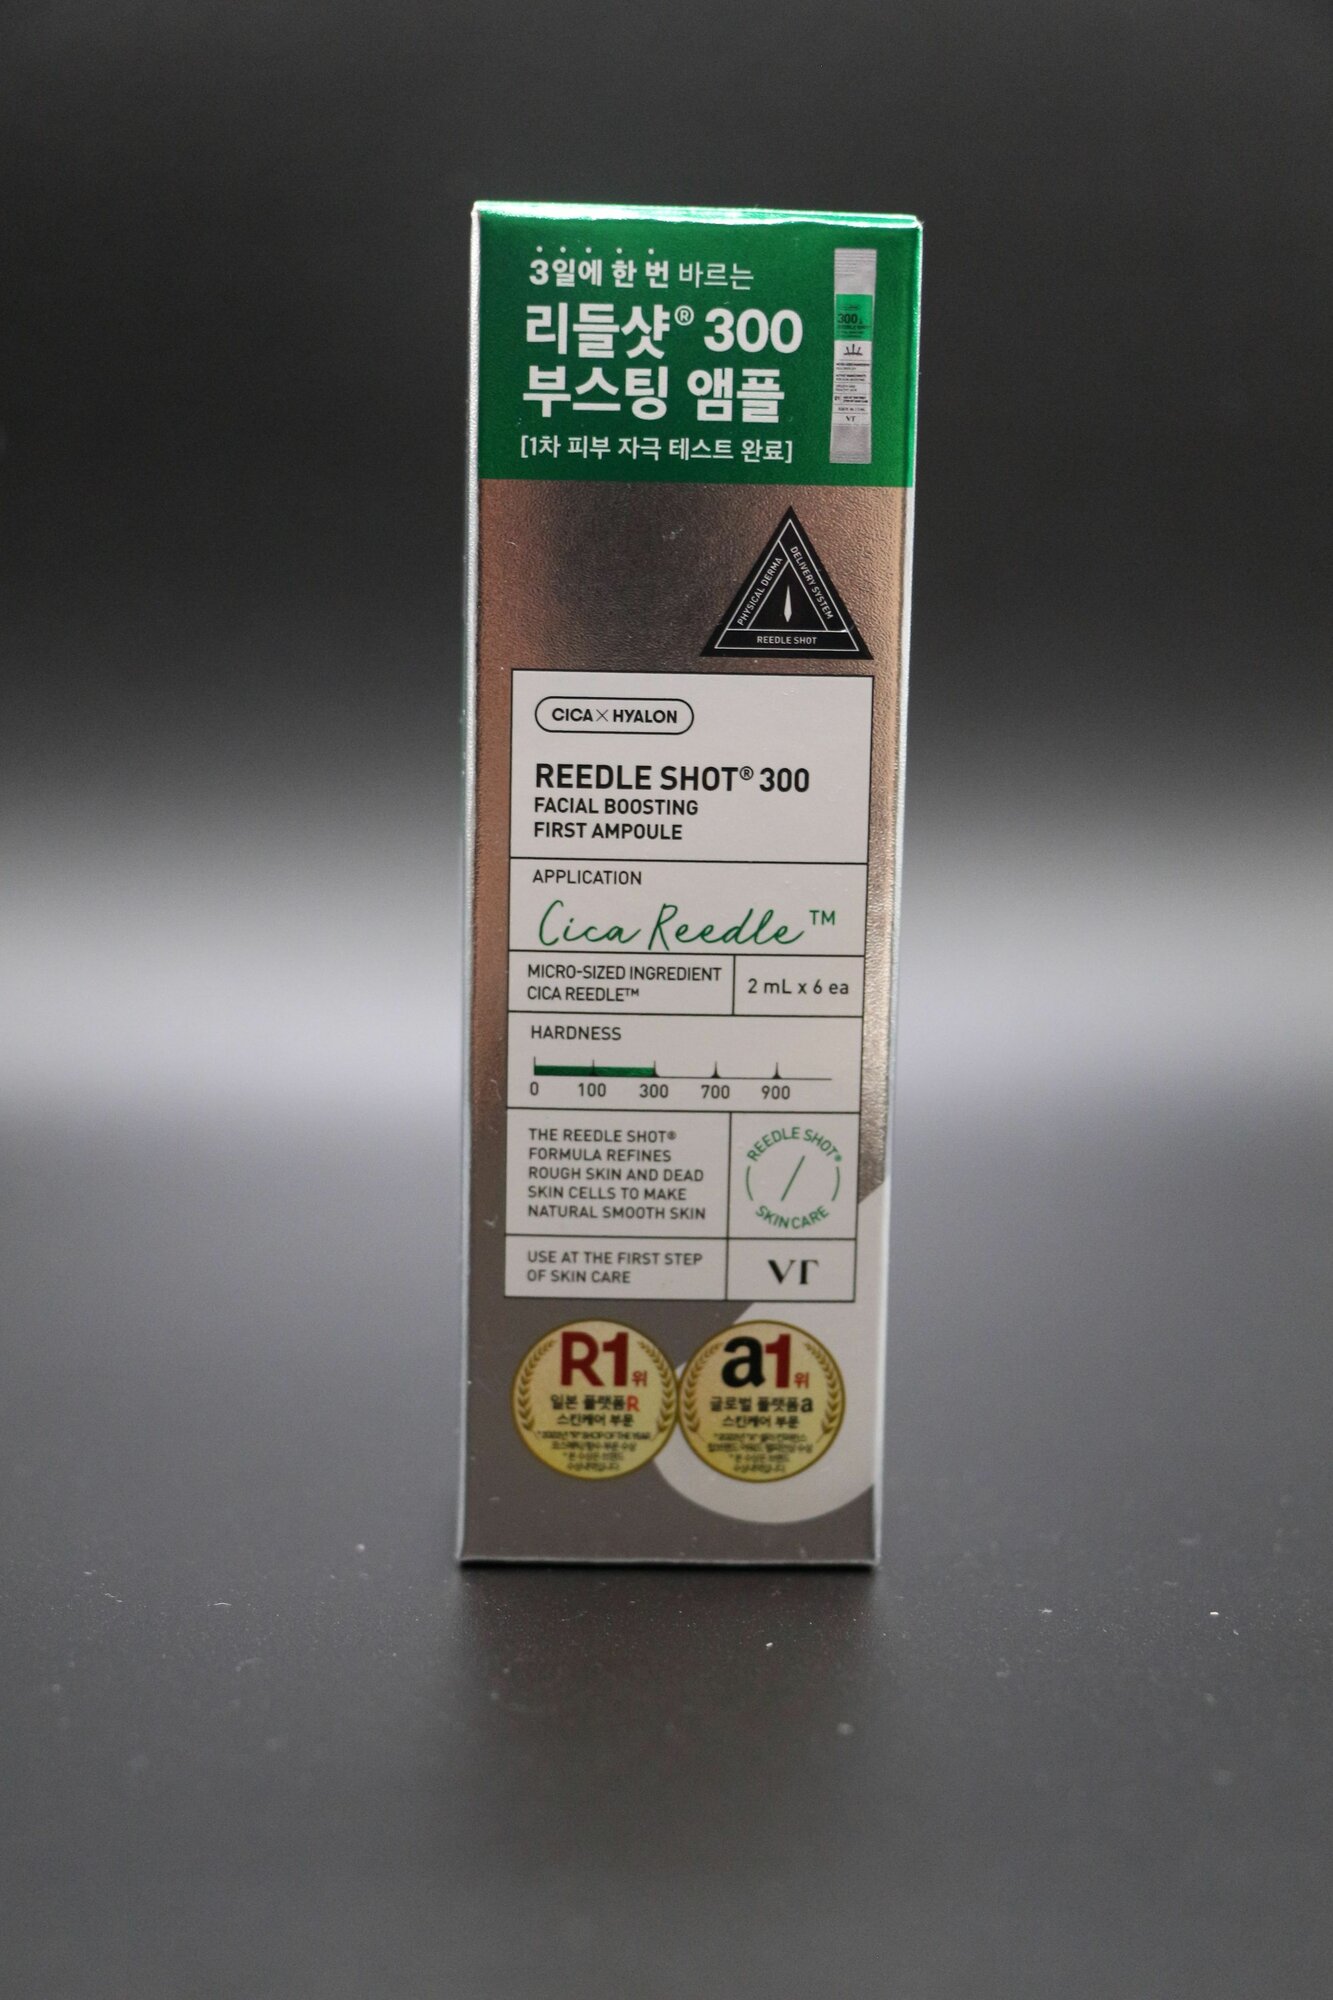 3일에 한 번 바르는
리들샷® 300
부스팅 앰플
[1차 피부 자극 테스트 완료]
300
VT
PHYSICAL DERMA
DELIVERY SYSTEM
REEDLE SHOT
CICA×HYALON
REEDLE SHOT® 300
FACIAL BOOSTING
FIRST AMPOULE
APPLICATION
Cica Reedle™
MICRO-SIZED INGREDIENT
CICA REEDLE™
2 mL x 6 ea
HARDNESS
0 100 300 700 900
THE REEDLE SHOT®
FORMULA REFINES
ROUGH SKIN AND DEAD
SKIN CELLS TO MAKE
NATURAL SMOOTH SKIN
REEDLE SHOT®
SKINCARE
USE AT THE FIRST STEP
OF SKIN CARE
VT
R1위
일본 플랫폼R
스킨케어 부문
a1위
글로벌 플랫폼a
스킨케어 부문